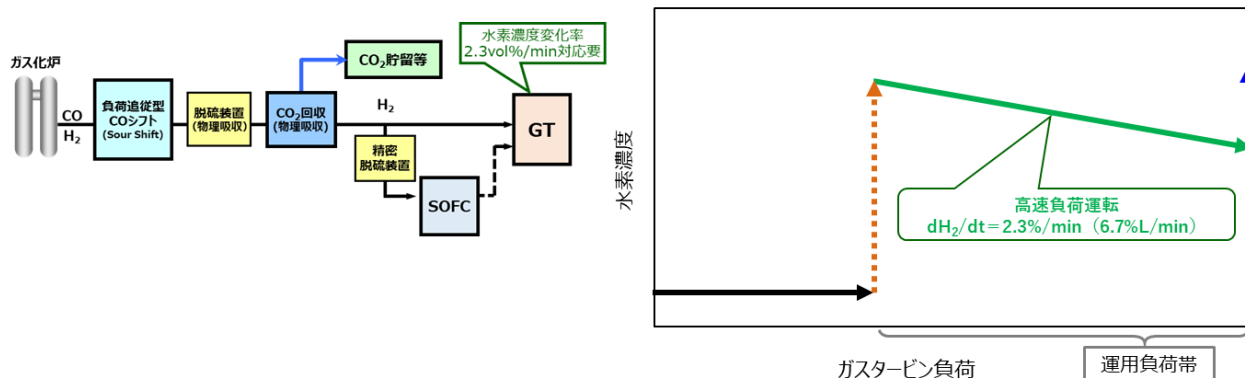 ガス化炉
CO
H₂
負荷追従型
COシフト
(Sour Shift)
脱硫装置
(物理吸収)
CO₂回収
(物理吸収)
CO₂貯留等
H₂
精密
脱硫装置
SOFC
GT
水素濃度変化率
2.3vol%/min対応要
水素濃度
高速負荷運転
dH₂/dt=2.3%/min（6.7%L/min）
ガスタービン負荷
運用負荷帯